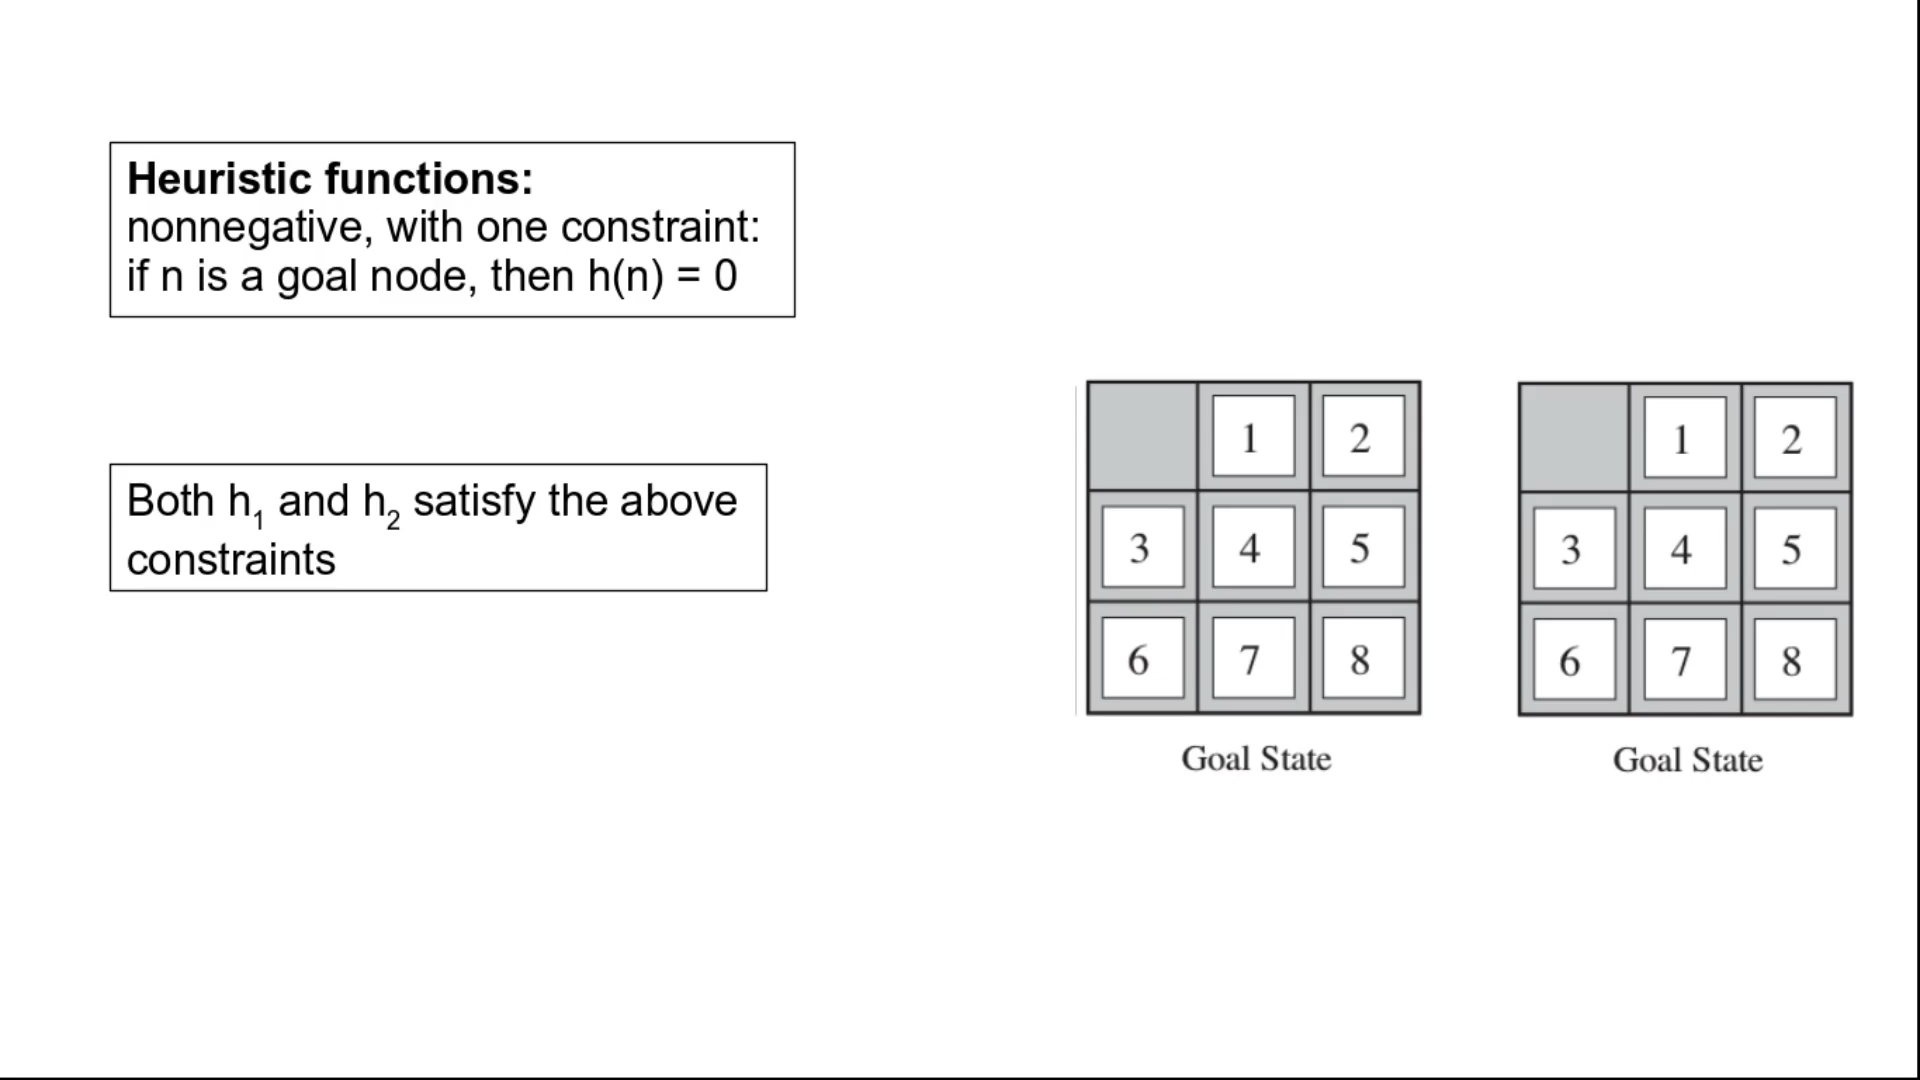 Heuristic functions:
nonnegative, with one constraint:
if n is a goal node, then h(n) = 0
Both h₁ and h₂ satisfy the above
constraints
1 2
3 4 5
6 7 8
Goal State
1 2
3 4 5
6 7 8
Goal State